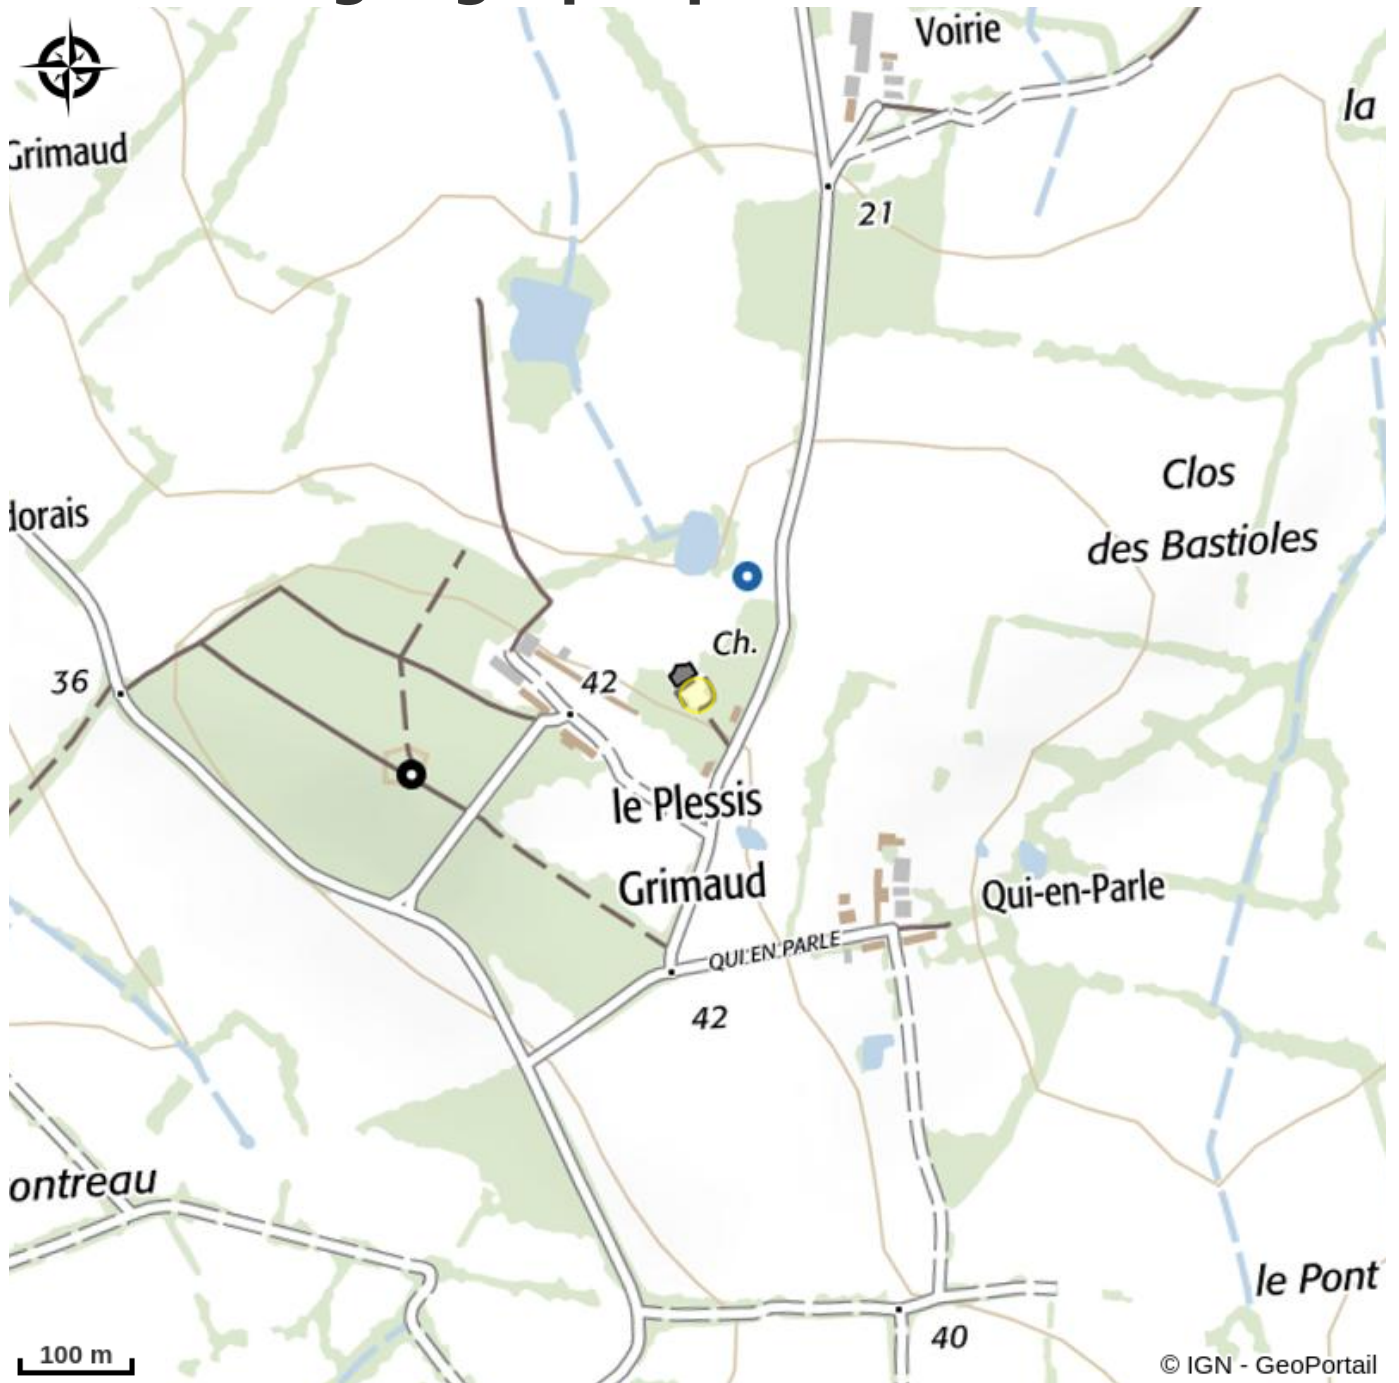 Voirie
la
Grimaud
21
Clos
des Bastioles
dorais
Ch.
36
42
le Plessis
Grimaud
Qui-en-Parle
QUI EN PARLE
42
ontreau
le Pont
40
100 m
© IGN - GeoPortail